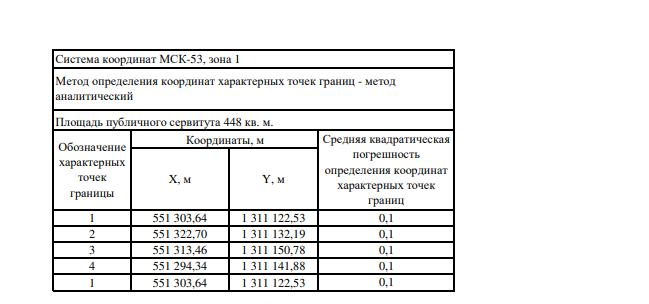 Система координат МСК-53, зона 1
Метод определения координат характерных точек границ - метод
аналитический
Площадь публичного сервитута 448 кв. м.
Обозначение
характерных
точек
границы
Координаты, м
X, м
Y, м
Средняя квадратическая
погрешность
определения координат
характерных точек
границ
1 551 303,64 1 311 122,53 0,1
2 551 322,70 1 311 132,19 0,1
3 551 313,46 1 311 150,78 0,1
4 551 294,34 1 311 141,88 0,1
1 551 303,64 1 311 122,53 0,1